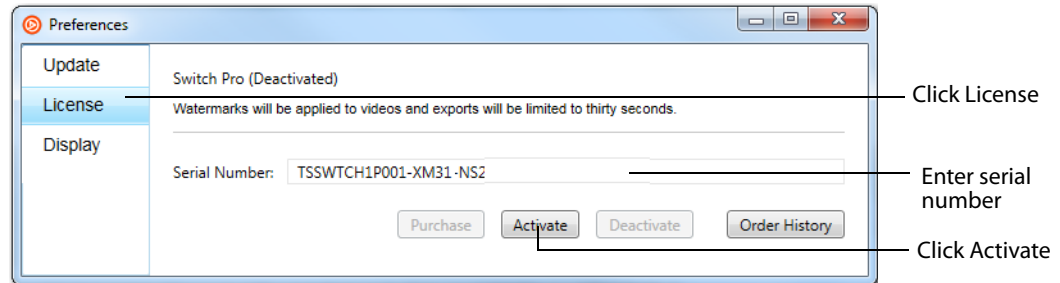 Preferences
Update
License
Display
Switch Pro (Deactivated)
Watermarks will be applied to videos and exports will be limited to thirty seconds.
Serial Number: TSSWTCH1P001-XM31-NS2
Purchase Activate Deactivate Order History
Click License
Enter serial
number
Click Activate